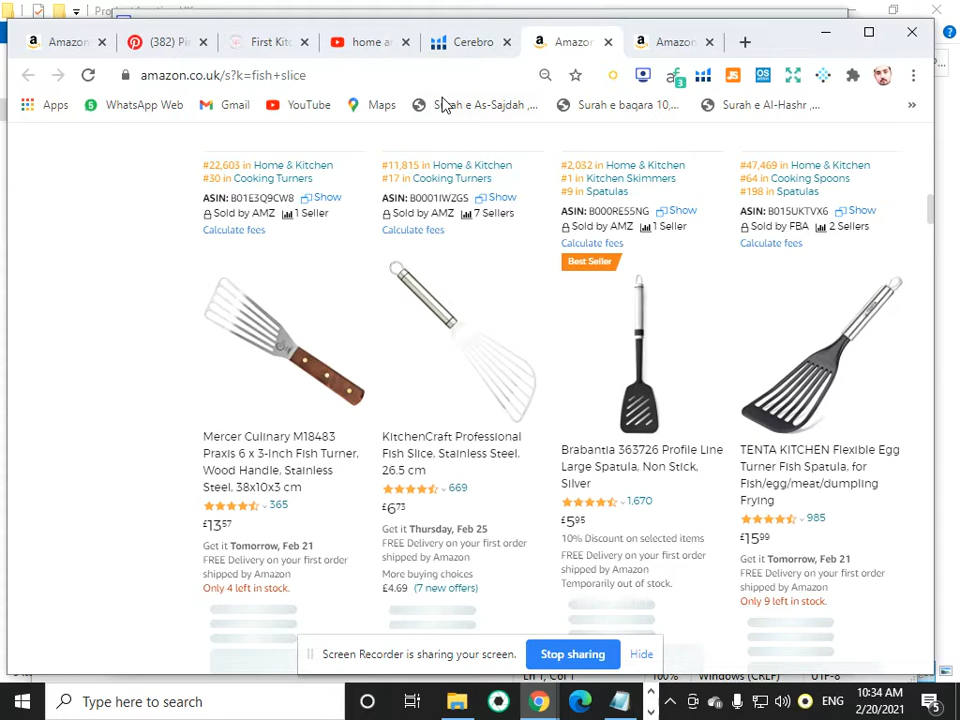 Pro
Amazon
(382) Pi
First Kit
home ar
Cerebro
Amazon
Amazon
amazon.co.uk/s?k=fish+slice
Apps
WhatsApp Web
Gmail
YouTube
Maps
Surah e As-Sajdah ,...
Surah e baqara 10,...
Surah e Al-Hashr ,...
»
#22,603 in Home & Kitchen
#30 in Cooking Turners
ASIN: B01E3Q9CW8 Show
Sold by AMZ 1 Seller
Calculate fees
#11,815 in Home & Kitchen
#17 in Cooking Turners
ASIN: B0001IWZGS Show
Sold by AMZ 7 Sellers
Calculate fees
#2,032 in Home & Kitchen
#1 in Kitchen Skimmers
#9 in Spatulas
ASIN: B000RE55NG Show
Sold by AMZ 1 Seller
Calculate fees
#47,469 in Home & Kitchen
#64 in Cooking Spoons
#198 in Spatulas
ASIN: B015UKTVX6 Show
Sold by FBA 2 Sellers
Calculate fees
Mercer Culinary M18483
Praxis 6 x 3-Inch Fish Turner,
Wood Handle, Stainless
Steel, 38x10x3 cm
365
£13.57
Get it Tomorrow, Feb 21
FREE Delivery on your first order
shipped by Amazon
Only 4 left in stock.
KitchenCraft Professional
Fish Slice, Stainless Steel,
26.5 cm
669
£6.73
Get it Thursday, Feb 25
FREE Delivery on your first order
shipped by Amazon
More buying choices
£4.69 (7 new offers)
Best Seller
Brabantia 363726 Profile Line
Large Spatula, Non Stick,
Silver
1,670
£5.95
10% Discount on selected items
FREE Delivery on your first order
shipped by Amazon
Temporarily out of stock.
TENTA KITCHEN Flexible Egg
Turner Fish Spatula, for
Fish/egg/meat/dumpling
Frying
985
£15.99
Get it Tomorrow, Feb 21
FREE Delivery on your first order
shipped by Amazon
Only 9 left in stock.
Screen Recorder is sharing your screen.
Stop sharing
Hide
Ln 1, Col 1
100%
Windows (CRLF)
UTF-8
Type here to search
ENG
10:34 AM
2/20/2021
5